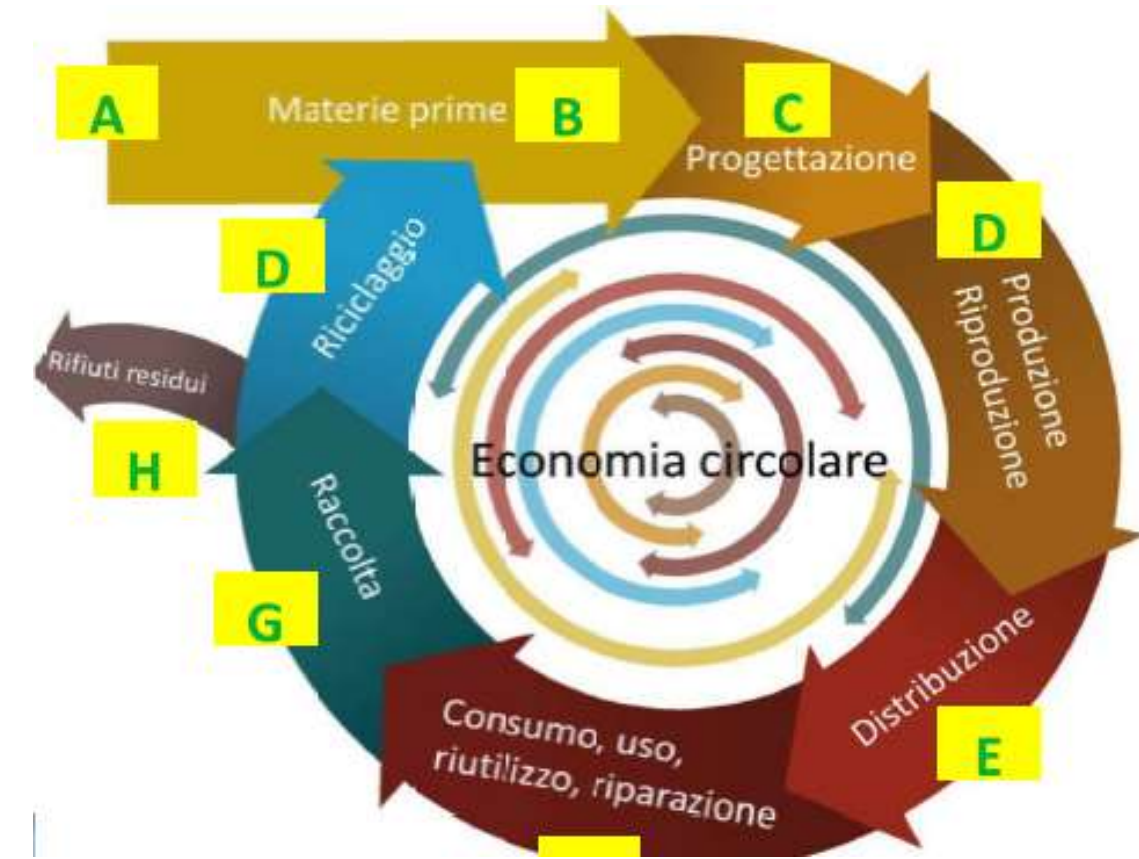 A
Materie prime
B
C
Progettazione
D
Produzione
Riproduzione
Distribuzione
E
Consumo, uso,
riutilizzo, riparazione
G
Raccolta
H
Rifiuti residui
D
Riciclaggio
Economia circolare